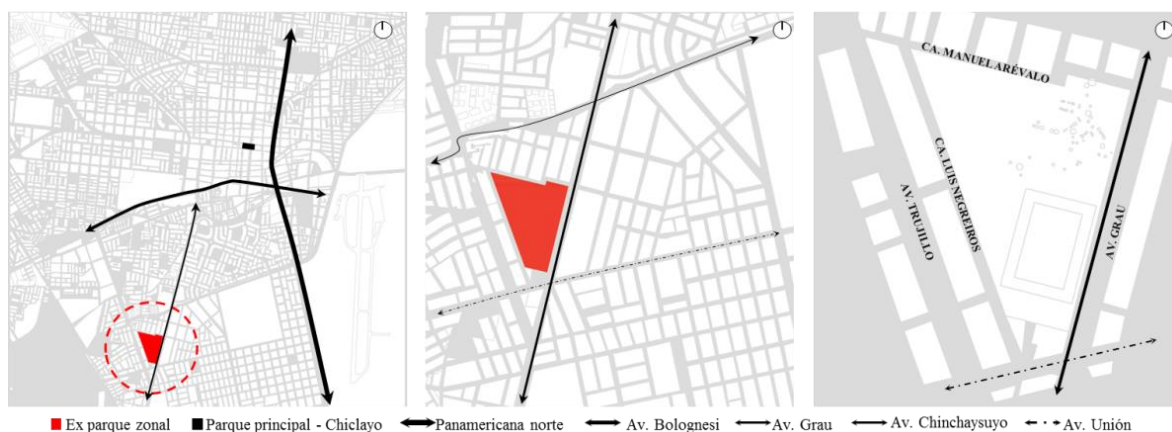 CA. MANUEL ARÉVALO
CA. LUIS NEGREIROS
AV. TRUJILLO
AV. GRAU
Ex parque zonal
Parque principal - Chiclayo
Panamericana norte
Av. Bolognesi
Av. Grau
Av. Chinchaysuyo
Av. Unión